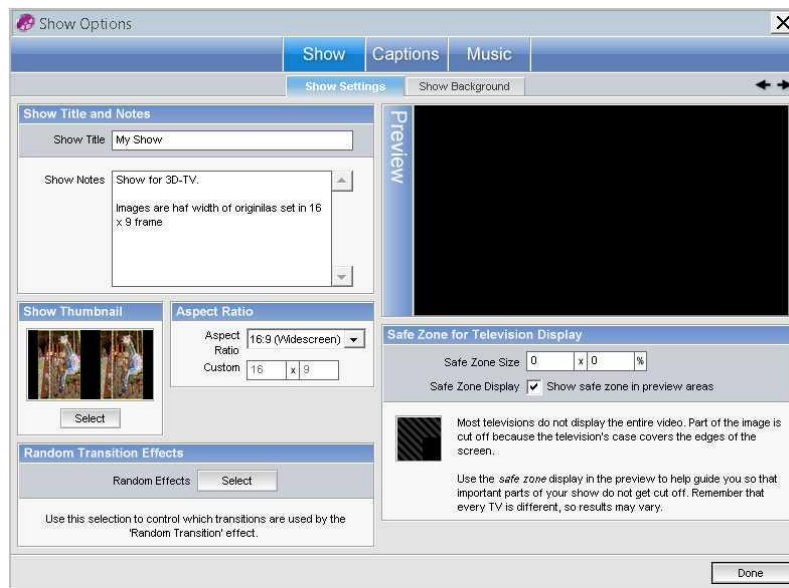 Show Options
Show
Captions
Music
Show Settings
Show Background
Show Title and Notes
Show Title
My Show
Show Notes
Show for 3D-TV.
Images are haf width of originilas set in 16
x 9 frame
Preview
Show Thumbnail
Select
Aspect Ratio
Aspect
Ratio
16:9 (Widescreen)
Custom
16
x
9
Random Transition Effects
Random Effects
Select
Use this selection to control which transitions are used by the
'Random Transition' effect.
Safe Zone for Television Display
Safe Zone Size
0
x
0
%
Safe Zone Display
Show safe zone in preview areas
Most televisions do not display the entire video. Part of the image is
cut off because the television's case covers the edges of the
screen.
Use the safe zone display in the preview to help guide you so that
important parts of your show do not get cut off. Remember that
every TV is different, so results may vary.
Done